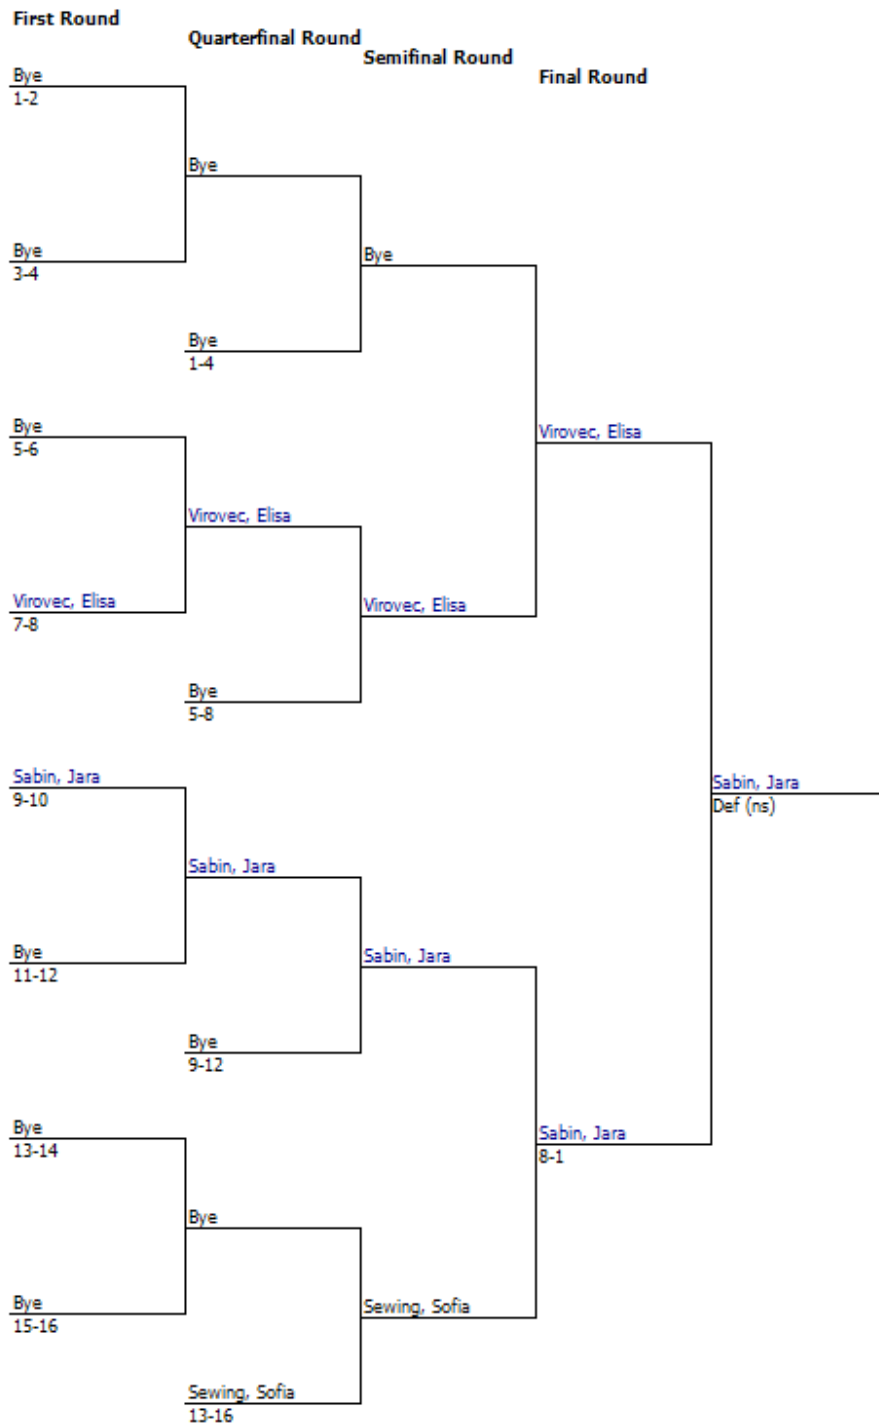 First Round
Quarterfinal Round
Semifinal Round
Final Round
Bye
1-2
Bye
Bye
3-4
Bye
Bye
1-4
Bye
5-6
Virovec, Elisa
Virovec, Elisa
Virovec, Elisa
7-8
Virovec, Elisa
Bye
5-8
Sabin, Jara
9-10
Sabin, Jara
Def (ns)
Sabin, Jara
Bye
11-12
Sabin, Jara
Bye
9-12
Bye
13-14
Sabin, Jara
8-1
Bye
Bye
15-16
Sewing, Sofia
Sewing, Sofia
13-16